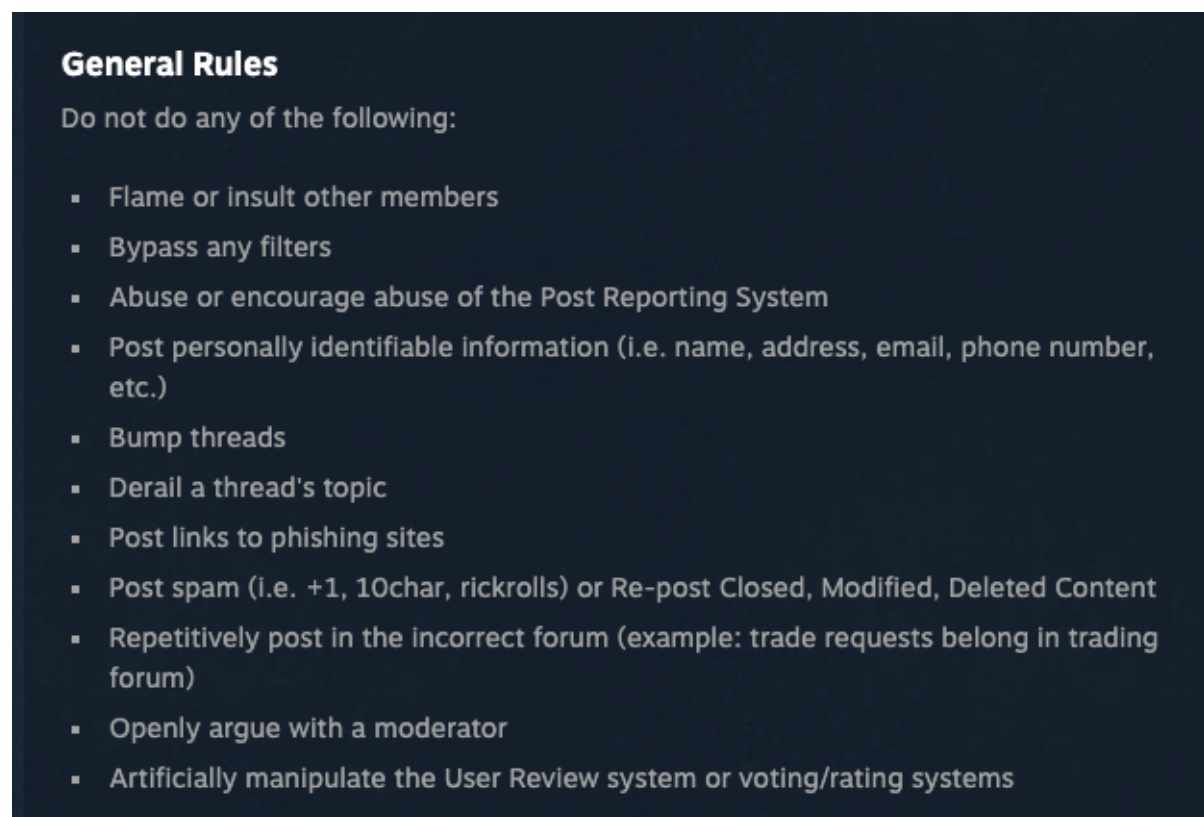 General Rules
Do not do any of the following:
▪ Flame or insult other members
▪ Bypass any filters
▪ Abuse or encourage abuse of the Post Reporting System
▪ Post personally identifiable information (i.e. name, address, email, phone number,
etc.)
▪ Bump threads
▪ Derail a thread's topic
▪ Post links to phishing sites
▪ Post spam (i.e. +1, 10char, rickrolls) or Re-post Closed, Modified, Deleted Content
▪ Repetitively post in the incorrect forum (example: trade requests belong in trading
forum)
▪ Openly argue with a moderator
▪ Artificially manipulate the User Review system or voting/rating systems